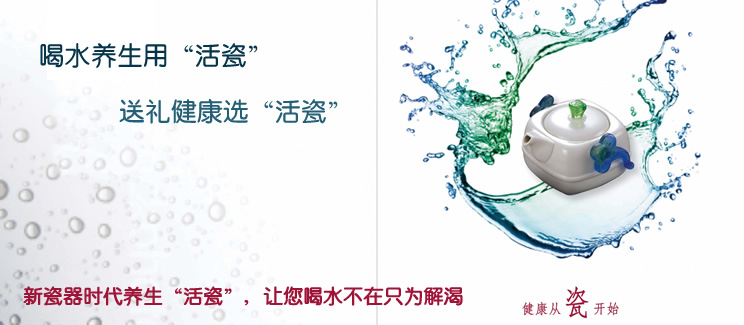 喝水养生用“活瓷”
送礼健康选“活瓷”
新瓷器时代养生“活瓷”，让您喝水不在只为解渴
健康从瓷开始